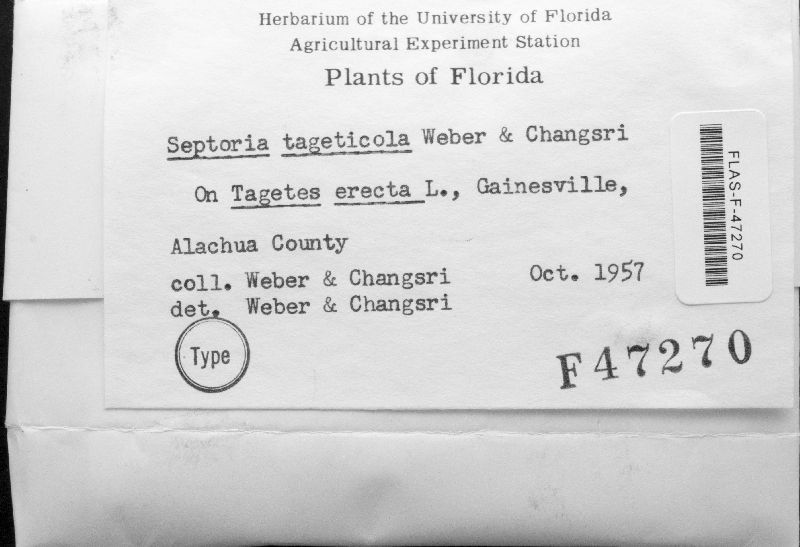 Herbarium of the University of Florida
Agricultural Experiment Station
Plants of Florida
Septoria tageticola Weber & Changsri
On Tagetes erecta L., Gainesville,
Alachua County
coll. Weber & Changsri Oct. 1957
det. Weber & Changsri
Type
F47270
FLAS-F-47270